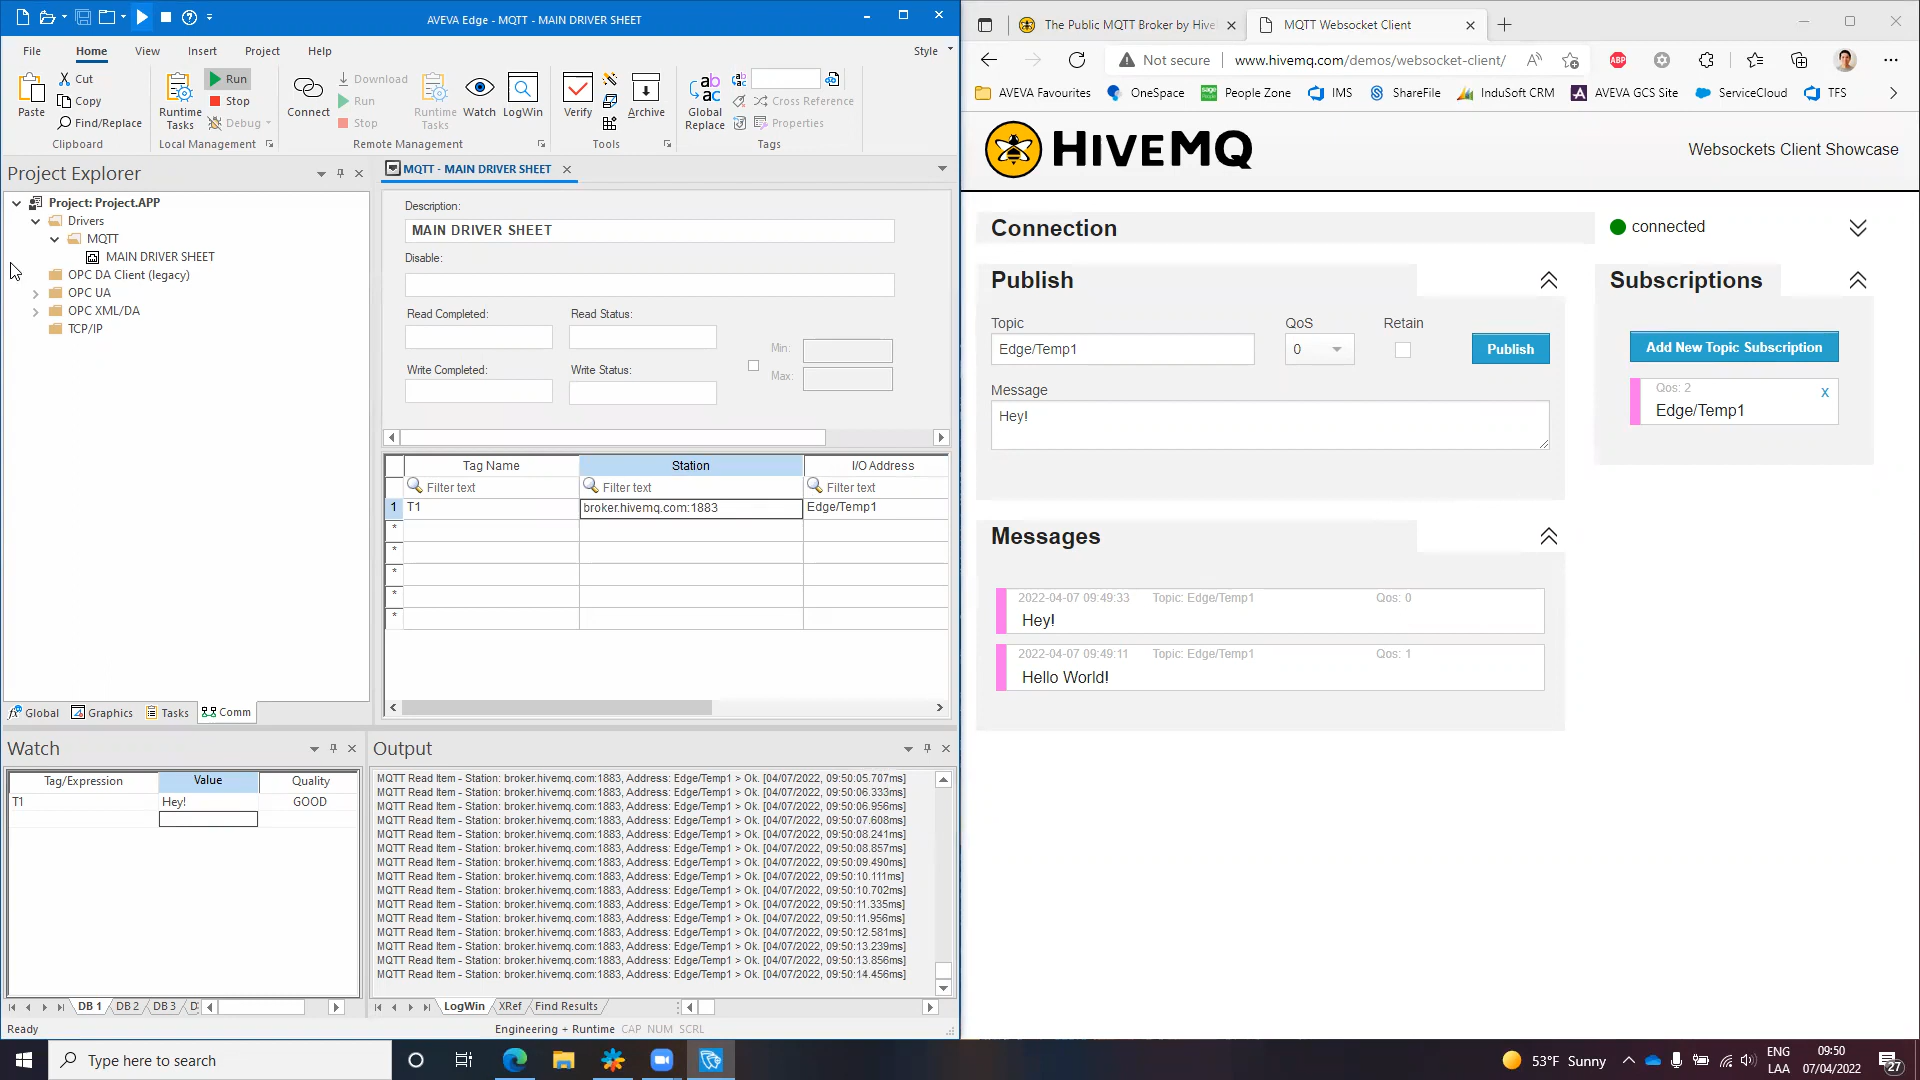 AVEVA Edge - MQTT - MAIN DRIVER SHEET
File Home View Insert Project Help Style
Paste Cut Copy Find/Replace
Clipboard
Runtime Tasks Run Stop Debug
Local Management
Connect Download Run Stop Runtime Tasks Watch LogWin
Remote Management
Verify Archive
Tools
Global Replace Cross Reference Properties
Tags
Project Explorer
Project: Project.APP
Drivers
MQTT
MAIN DRIVER SHEET
OPC DA Client (legacy)
OPC UA
OPC XML/DA
TCP/IP
Global Graphics Tasks Comm
MQTT - MAIN DRIVER SHEET
Description:
MAIN DRIVER SHEET
Disable:
Read Completed: Read Status:
Min:
Write Completed: Write Status:
Max:
Tag Name Station I/O Address
Filter text Filter text Filter text
1 T1 broker.hivemq.com:1883 Edge/Temp1
*
*
*
*
*
Watch
Tag/Expression Value Quality
T1 Hey! GOOD
DB 1 DB 2 DB 3 D
Output
MQTT Read Item - Station: broker.hivemq.com:1883, Address: Edge/Temp1 > Ok. [04/07/2022, 09:50:05.707ms]
MQTT Read Item - Station: broker.hivemq.com:1883, Address: Edge/Temp1 > Ok. [04/07/2022, 09:50:06.333ms]
MQTT Read Item - Station: broker.hivemq.com:1883, Address: Edge/Temp1 > Ok. [04/07/2022, 09:50:06.956ms]
MQTT Read Item - Station: broker.hivemq.com:1883, Address: Edge/Temp1 > Ok. [04/07/2022, 09:50:07.608ms]
MQTT Read Item - Station: broker.hivemq.com:1883, Address: Edge/Temp1 > Ok. [04/07/2022, 09:50:08.241ms]
MQTT Read Item - Station: broker.hivemq.com:1883, Address: Edge/Temp1 > Ok. [04/07/2022, 09:50:08.857ms]
MQTT Read Item - Station: broker.hivemq.com:1883, Address: Edge/Temp1 > Ok. [04/07/2022, 09:50:09.490ms]
MQTT Read Item - Station: broker.hivemq.com:1883, Address: Edge/Temp1 > Ok. [04/07/2022, 09:50:10.111ms]
MQTT Read Item - Station: broker.hivemq.com:1883, Address: Edge/Temp1 > Ok. [04/07/2022, 09:50:10.702ms]
MQTT Read Item - Station: broker.hivemq.com:1883, Address: Edge/Temp1 > Ok. [04/07/2022, 09:50:11.335ms]
MQTT Read Item - Station: broker.hivemq.com:1883, Address: Edge/Temp1 > Ok. [04/07/2022, 09:50:11.956ms]
MQTT Read Item - Station: broker.hivemq.com:1883, Address: Edge/Temp1 > Ok. [04/07/2022, 09:50:12.581ms]
MQTT Read Item - Station: broker.hivemq.com:1883, Address: Edge/Temp1 > Ok. [04/07/2022, 09:50:13.239ms]
MQTT Read Item - Station: broker.hivemq.com:1883, Address: Edge/Temp1 > Ok. [04/07/2022, 09:50:13.856ms]
MQTT Read Item - Station: broker.hivemq.com:1883, Address: Edge/Temp1 > Ok. [04/07/2022, 09:50:14.456ms]
LogWin XRef Find Results
Ready Engineering + Runtime CAP NUM SCRL
The Public MQTT Broker by Hive MQTT Websocket Client
Not secure www.hivemq.com/demos/websocket-client/ ABP
AVEVA Favourites OneSpace People Zone IMS ShareFile InduSoft CRM AVEVA GCS Site ServiceCloud TFS
HIVEMQ
Websockets Client Showcase
Connection
connected
Publish
Topic QoS Retain
Edge/Temp1 0 Publish
Message
Hey!
Subscriptions
Add New Topic Subscription
Qos: 2 x
Edge/Temp1
Messages
2022-04-07 09:49:33 Topic: Edge/Temp1 Qos: 0
Hey!
2022-04-07 09:49:11 Topic: Edge/Temp1 Qos: 1
Hello World!
Type here to search
53°F Sunny
ENG LAA
09:50
07/04/2022
27